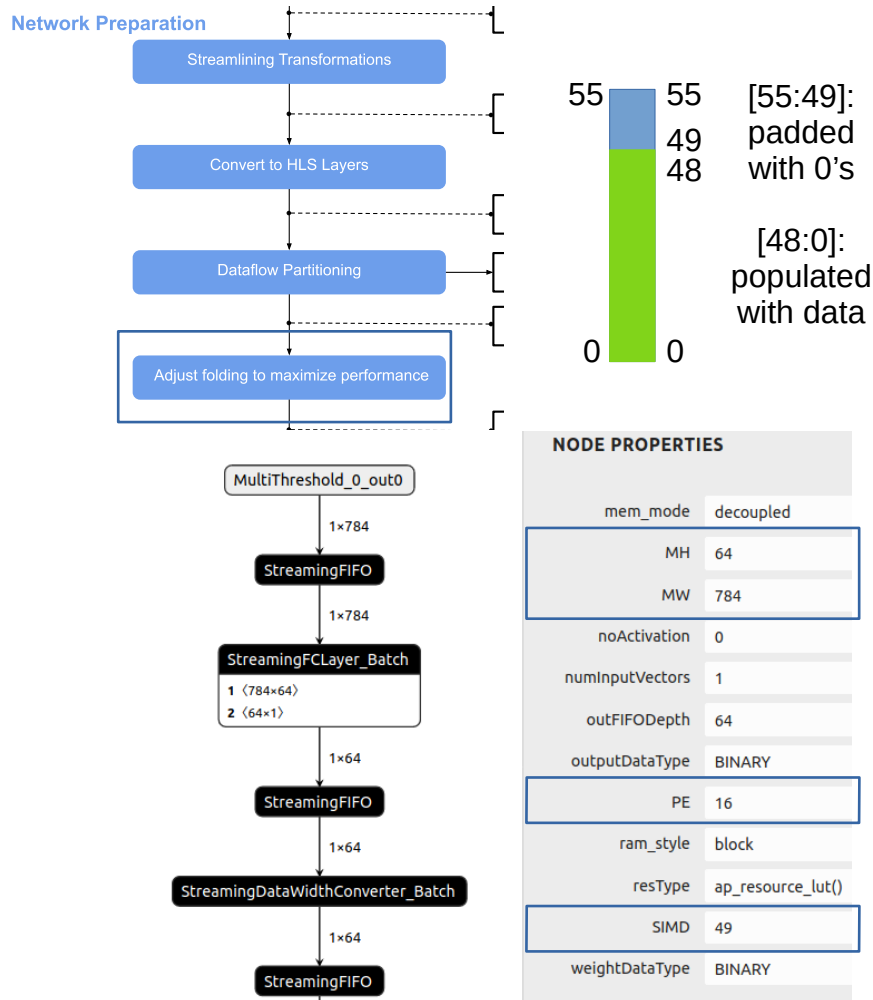 Network Preparation
Streamlining Transformations
Convert to HLS Layers
Dataflow Partitioning
Adjust folding to maximize performance
55
55
49
48
0
0
[55:49]:
padded
with 0's
[48:0]:
populated
with data
MultiThreshold_0_out0
1×784
StreamingFIFO
1×784
StreamingFCLayer_Batch
1 〈784×64〉
2 〈64×1〉
1×64
StreamingFIFO
1×64
StreamingDataWidthConverter_Batch
1×64
StreamingFIFO
NODE PROPERTIES
mem_mode decoupled
MH 64
MW 784
noActivation 0
numInputVectors 1
outFIFODepth 64
outputDataType BINARY
PE 16
ram_style block
resType ap_resource_lut()
SIMD 49
weightDataType BINARY